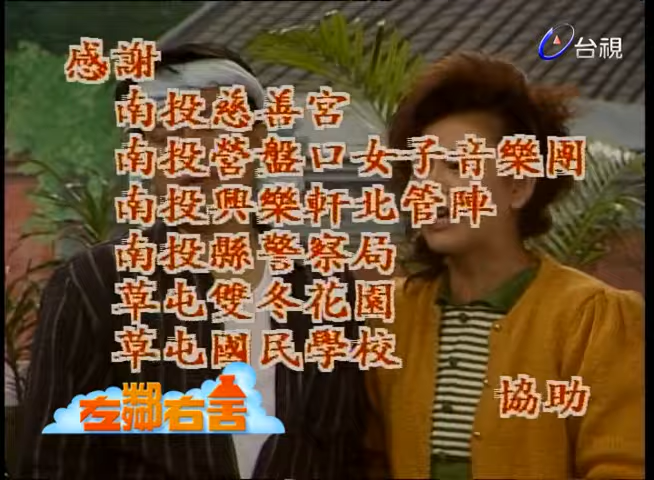 台視
感謝
南投慈善宮
南投營盤口女子音樂團
南投興樂軒北管陣
南投縣警察局
草屯雙冬花園
草屯國民學校
協助
左鄰右舍